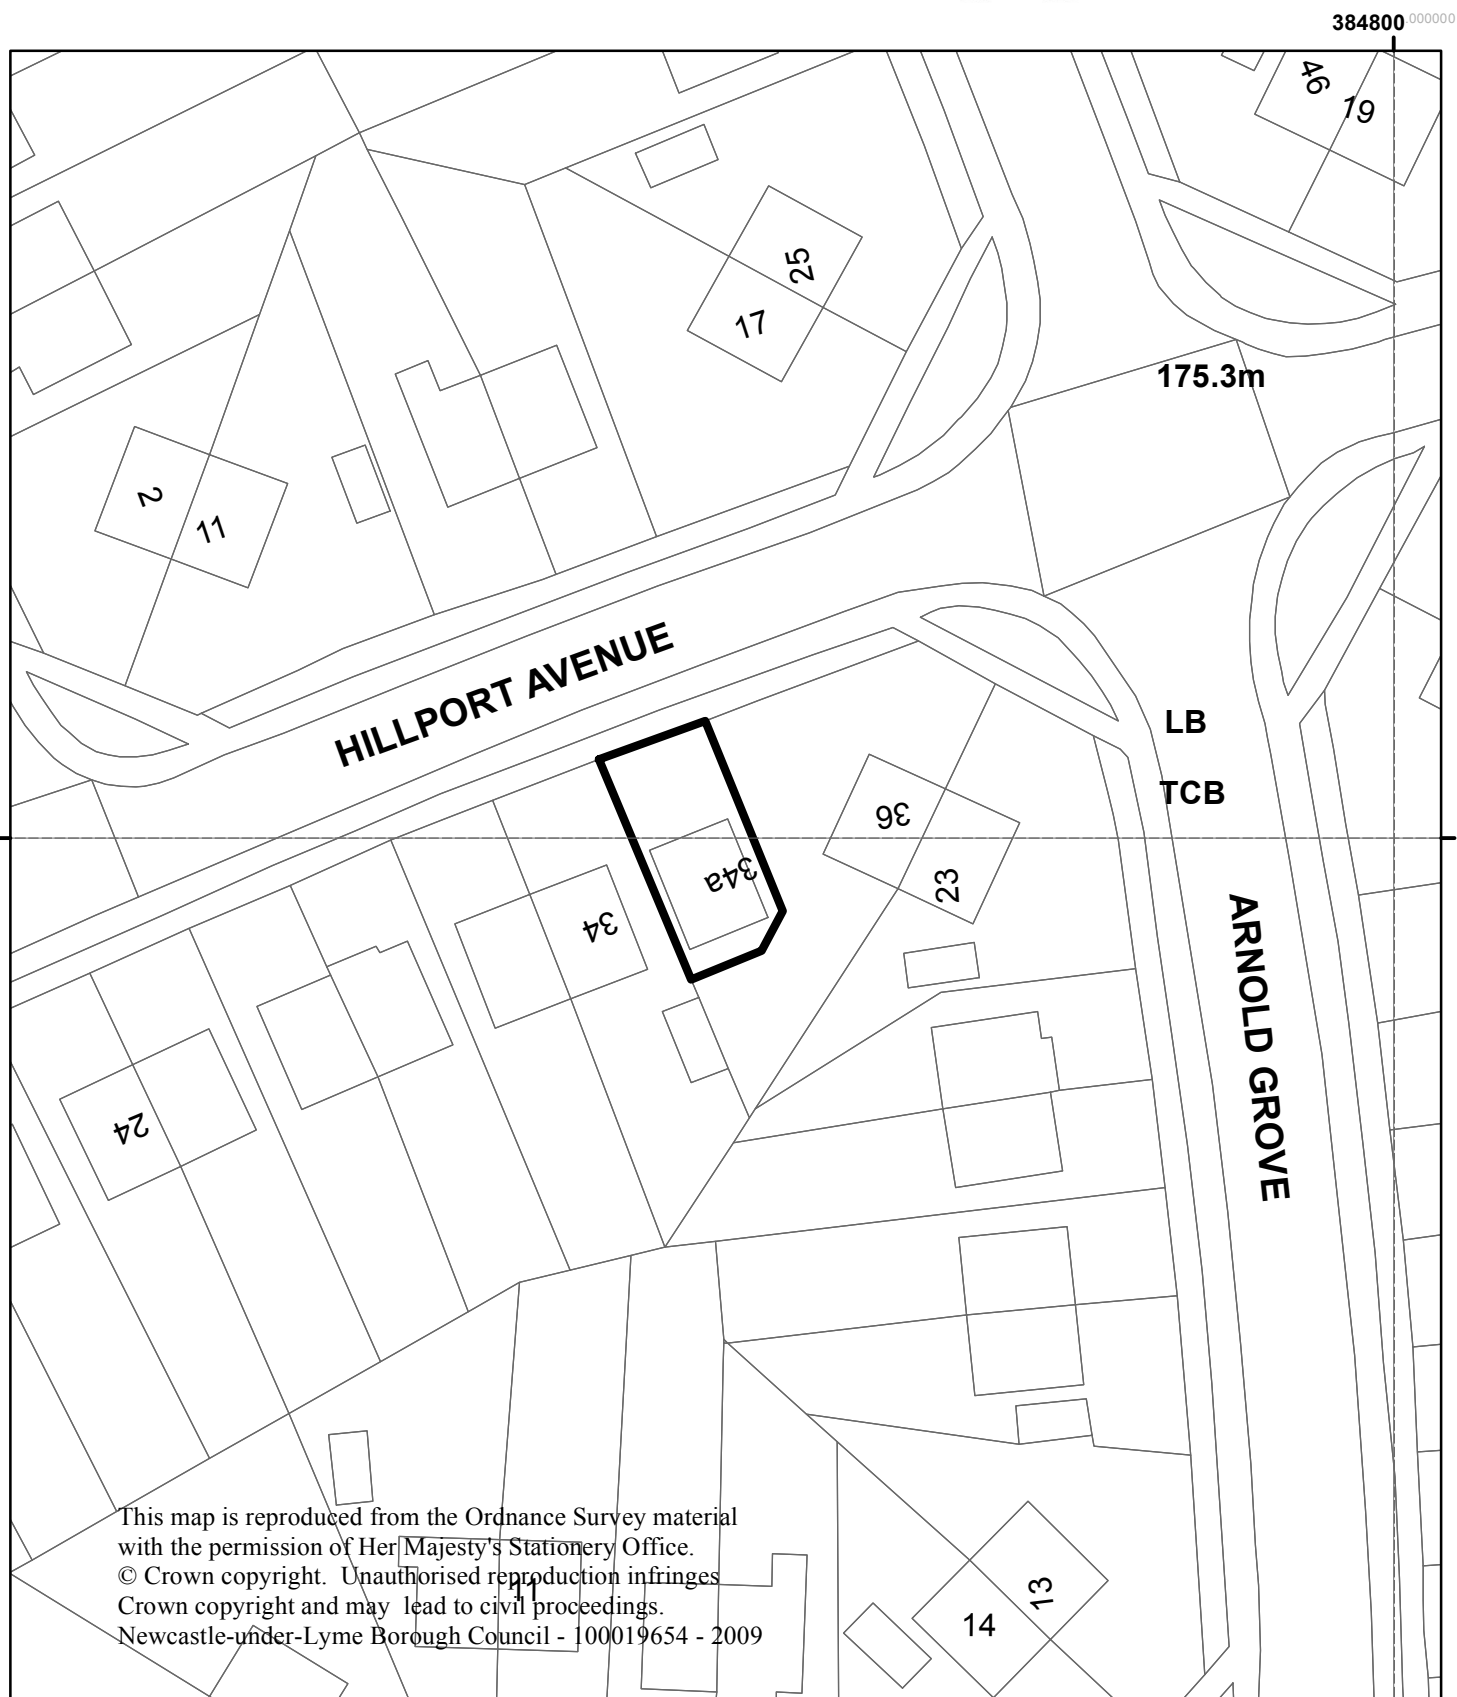 384800.000000
46
19
25
17
175.3m
2
11
HILLPORT AVENUE
LB
TCB
36
34a
23
34
ARNOLD GROVE
24
This map is reproduced from the Ordnance Survey material
with the permission of Her Majesty's Stationery Office.
© Crown copyright.  Unauthorised reproduction infringes
11
Crown copyright and may  lead to civil proceedings.
Newcastle-under-Lyme Borough Council - 100019654 - 2009
13
14